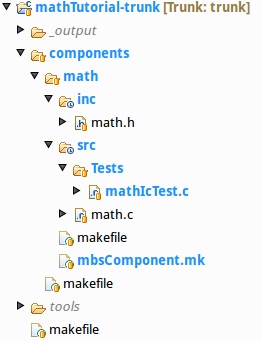 mathTutorial-trunk [Trunk: trunk]
_output
components
math
inc
math.h
src
Tests
mathIcTest.c
math.c
makefile
mbsComponent.mk
makefile
tools
makefile